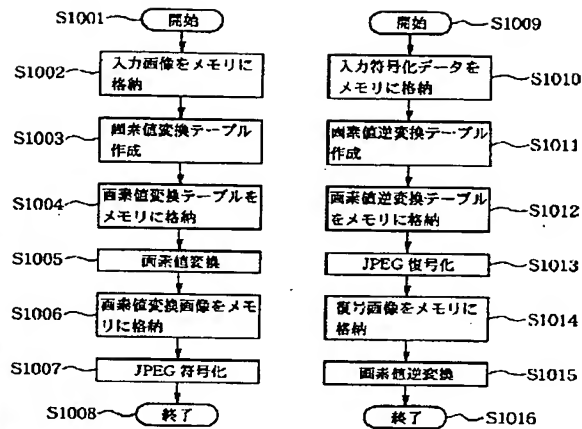 S1001
開始
S1002
入力画像をメモリに
格納
S1003
画素値変換テーブル
作成
S1004
画素値変換テーブルを
メモリに格納
S1005
画素値変換
S1006
画素値変換画像をメモ
リに格納
S1007
JPEG 符号化
S1008
終了
開始
S1009
入力符号化データを
メモリに格納
S1010
画素値逆変換テーブル
作成
S1011
画素値逆変換テーブル
をメモリに格納
S1012
JPEG 復号化
S1013
復号画像をメモリに
格納
S1014
画素値逆変換
S1015
終了
S1016